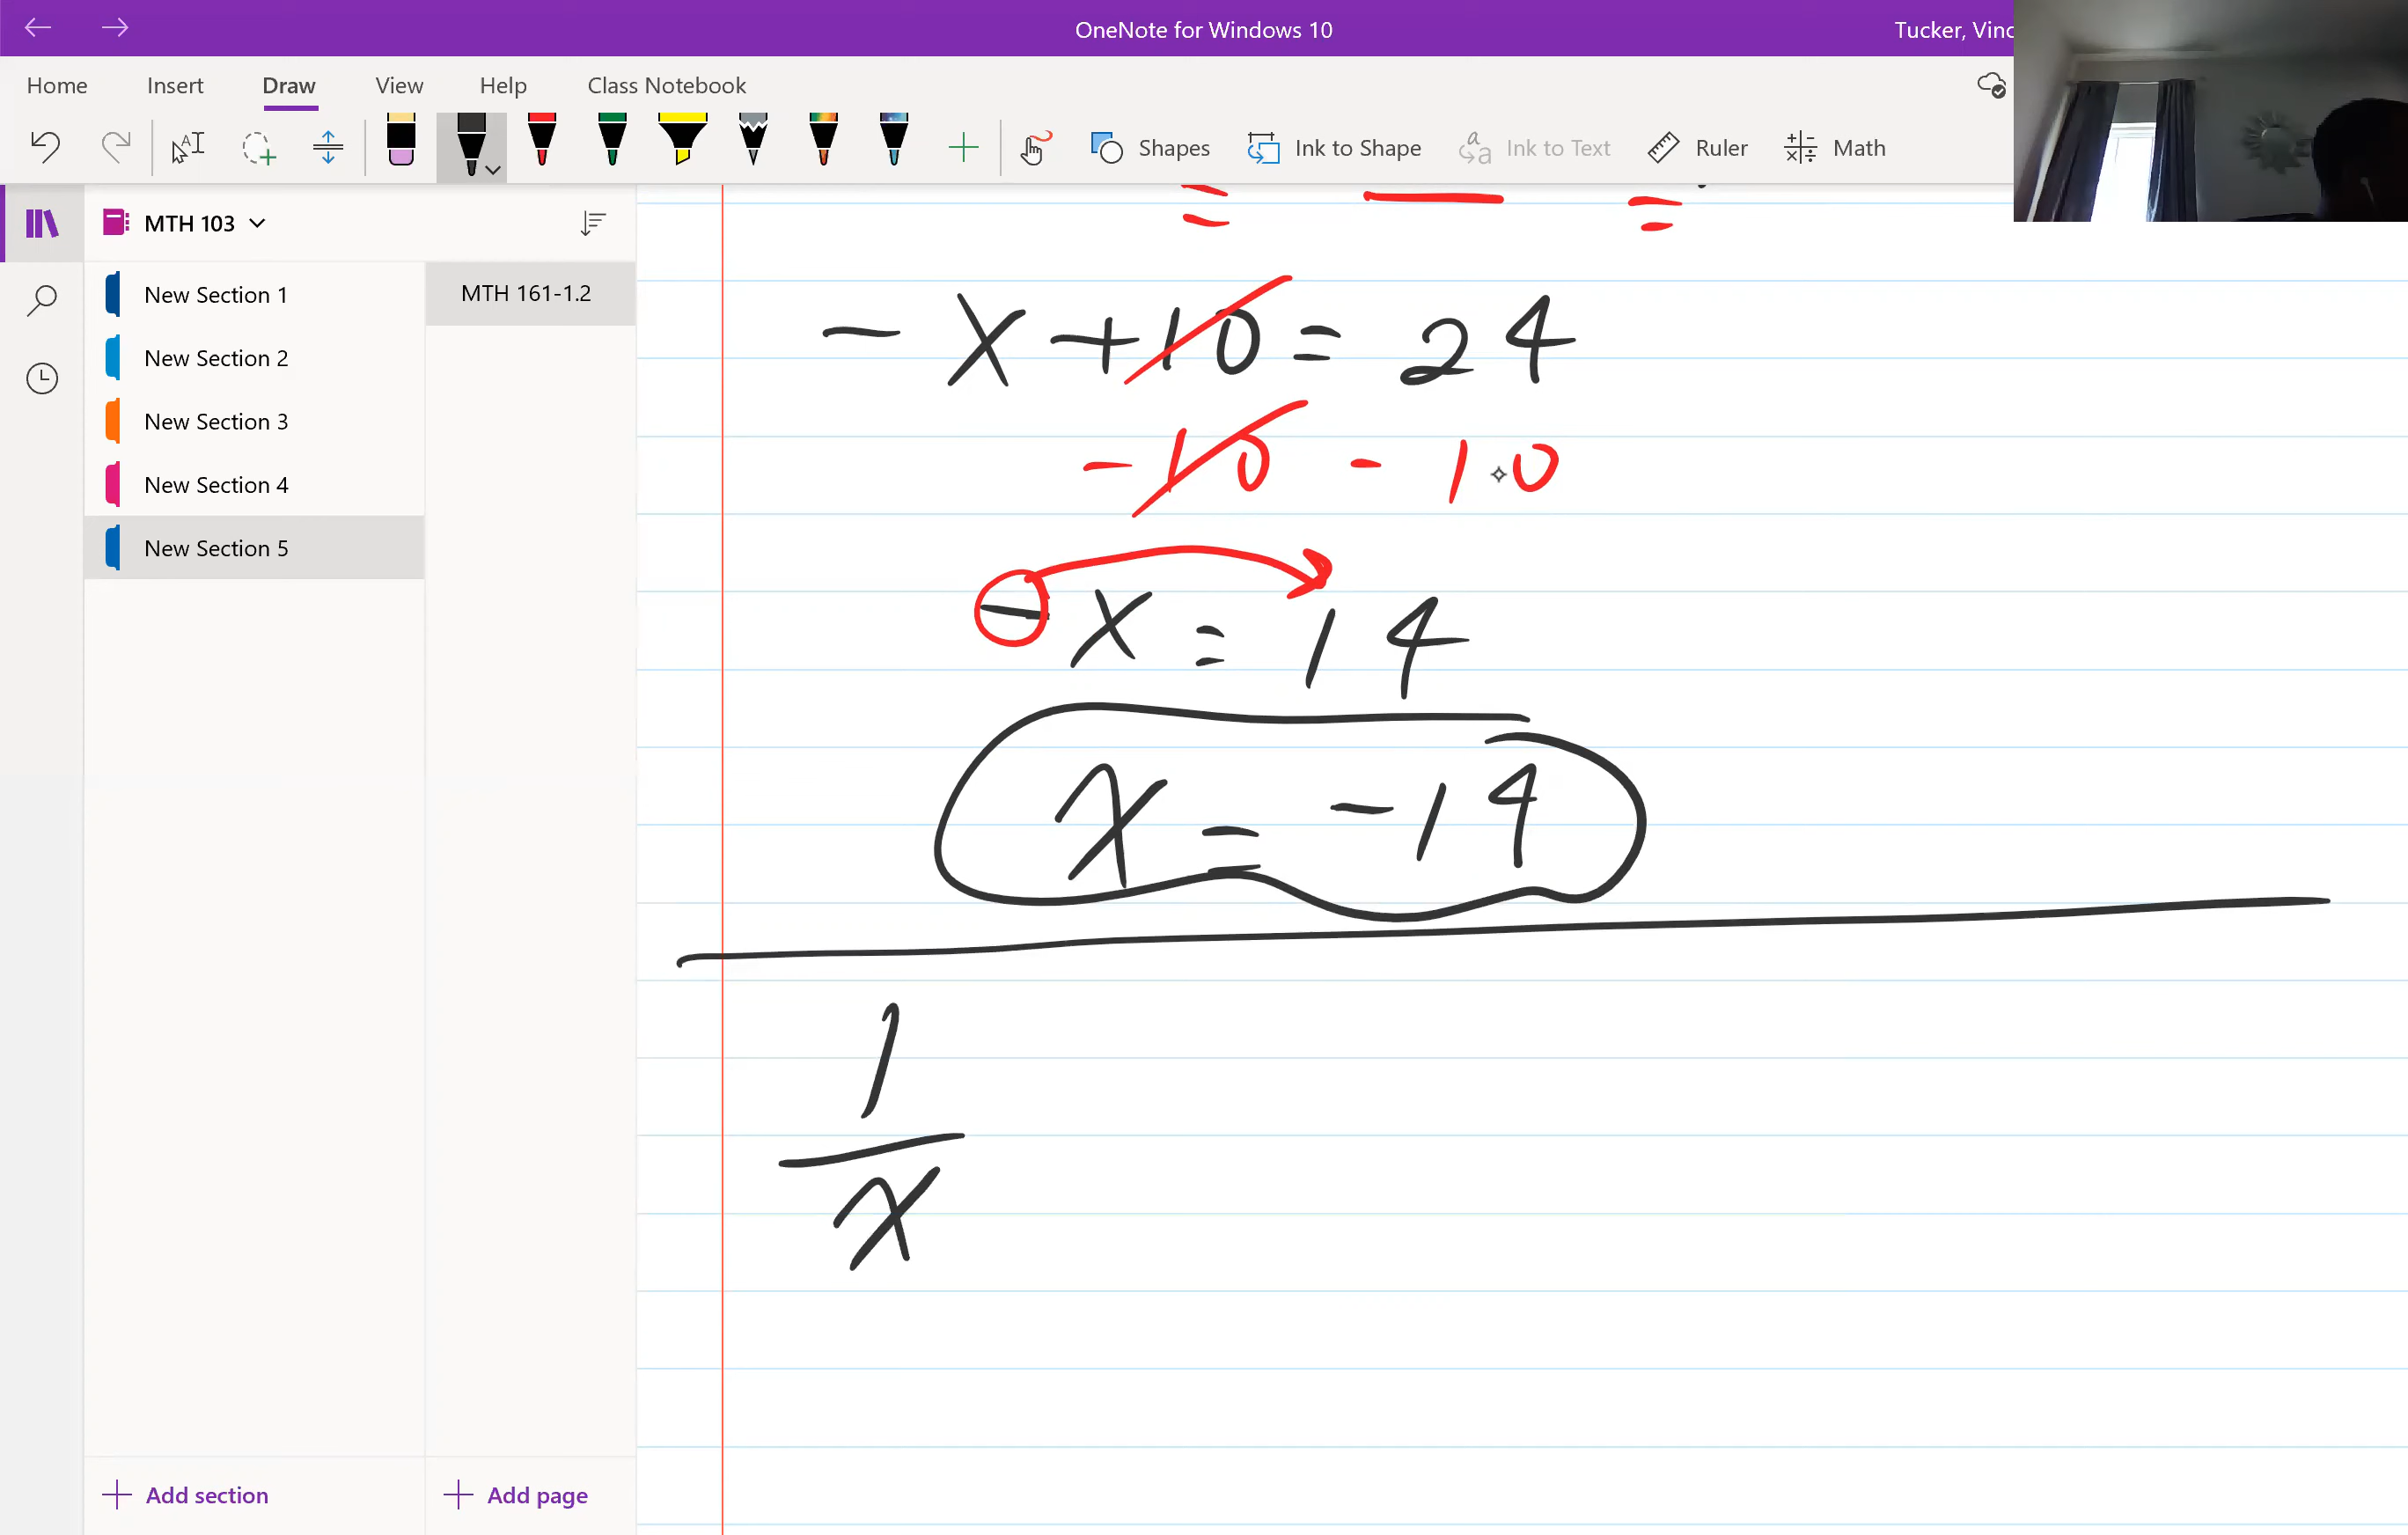 OneNote for Windows 10
Tucker, Vinc
Home Insert Draw View Help Class Notebook
Shapes Ink to Shape Ink to Text Ruler Math
MTH 103
New Section 1
New Section 2
New Section 3
New Section 4
New Section 5
MTH 161-1.2
- x + 10 = 24
- 10 - 10
- x = 14
x = -14
1
x
Add section
Add page